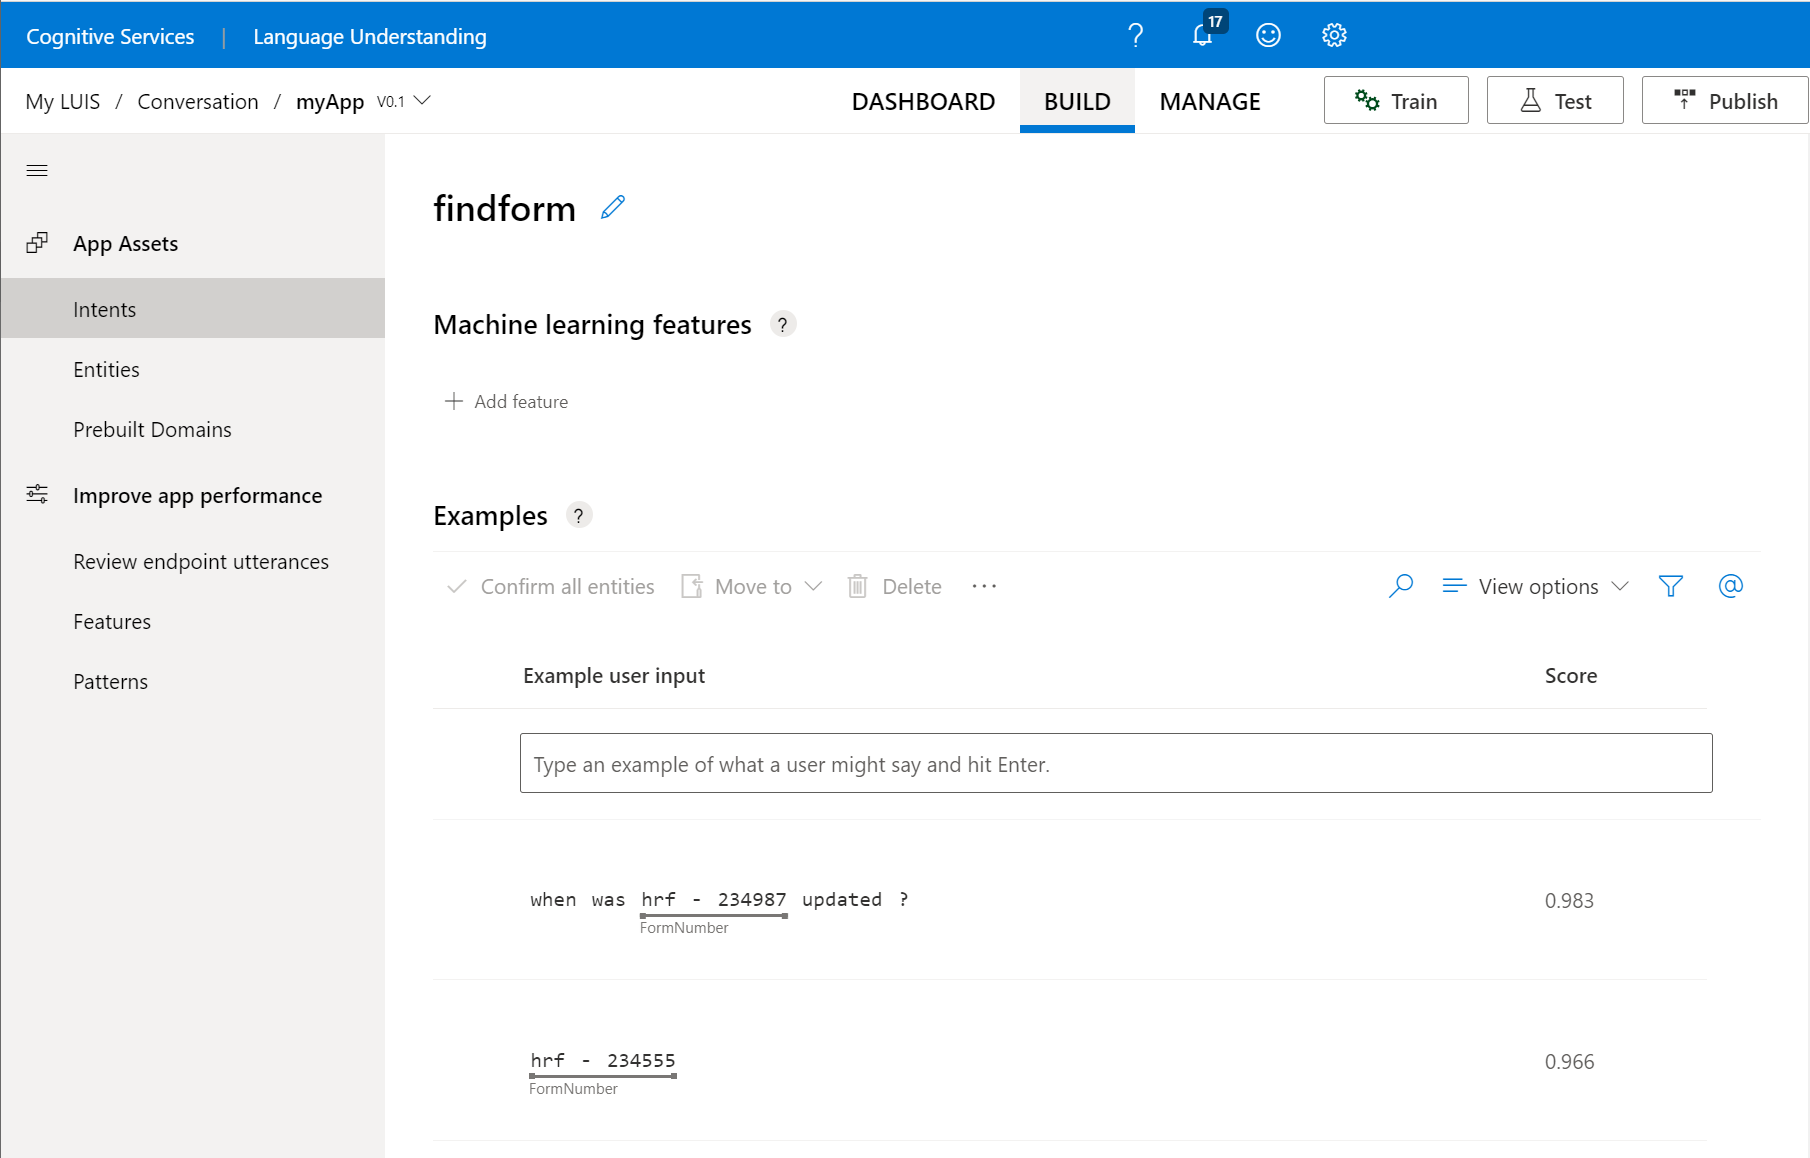 Cognitive Services | Language Understanding
17
My LUIS / Conversation / myApp V0.1
DASHBOARD BUILD MANAGE Train Test Publish
App Assets
Intents
Entities
Prebuilt Domains
Improve app performance
Review endpoint utterances
Features
Patterns
findform
Machine learning features ?
+ Add feature
Examples ?
Confirm all entities Move to Delete ... View options @
Example user input Score
Type an example of what a user might say and hit Enter.
when was hrf - 234987 updated ? 0.983
FormNumber
hrf - 234555 0.966
FormNumber